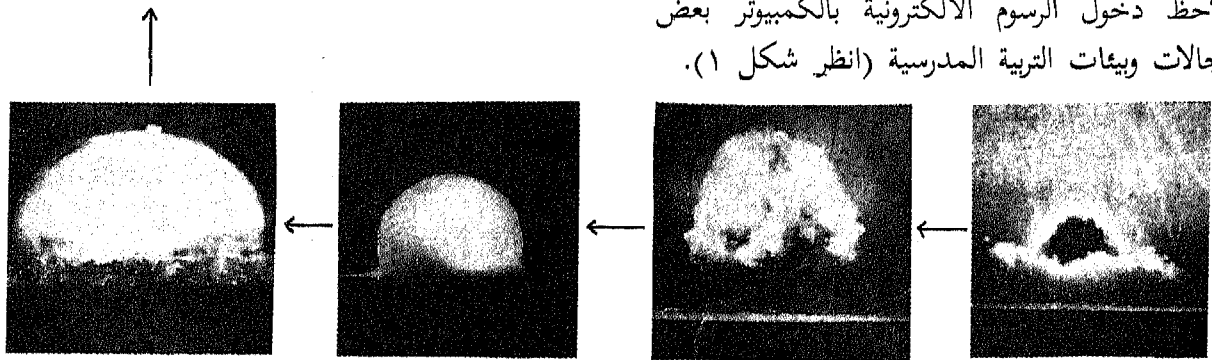 دخول الرسوم الالكترونية بالكمبيوتر بعض
وبيئات التربية المدرسية (انظر شكل ١).